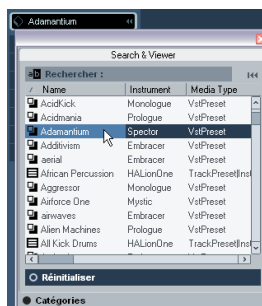 Adamantium
Search & Viewer
Rechercher :
Name Instrument Media Type
AcidKick Monologue VstPreset
Acidmania Prologue VstPreset
Adamantium Spector VstPreset
Additivism Embracer VstPreset
aerial Embracer VstPreset
African Percussion HALionOne TrackPreset|Inst
Aggressor Monologue VstPreset
Airforce One Mystic VstPreset
airwaves Embracer VstPreset
Alien Machines Prologue VstPreset
All Kick Drums HALionOne TrackPreset|Inst
Réinitialiser
Catégories